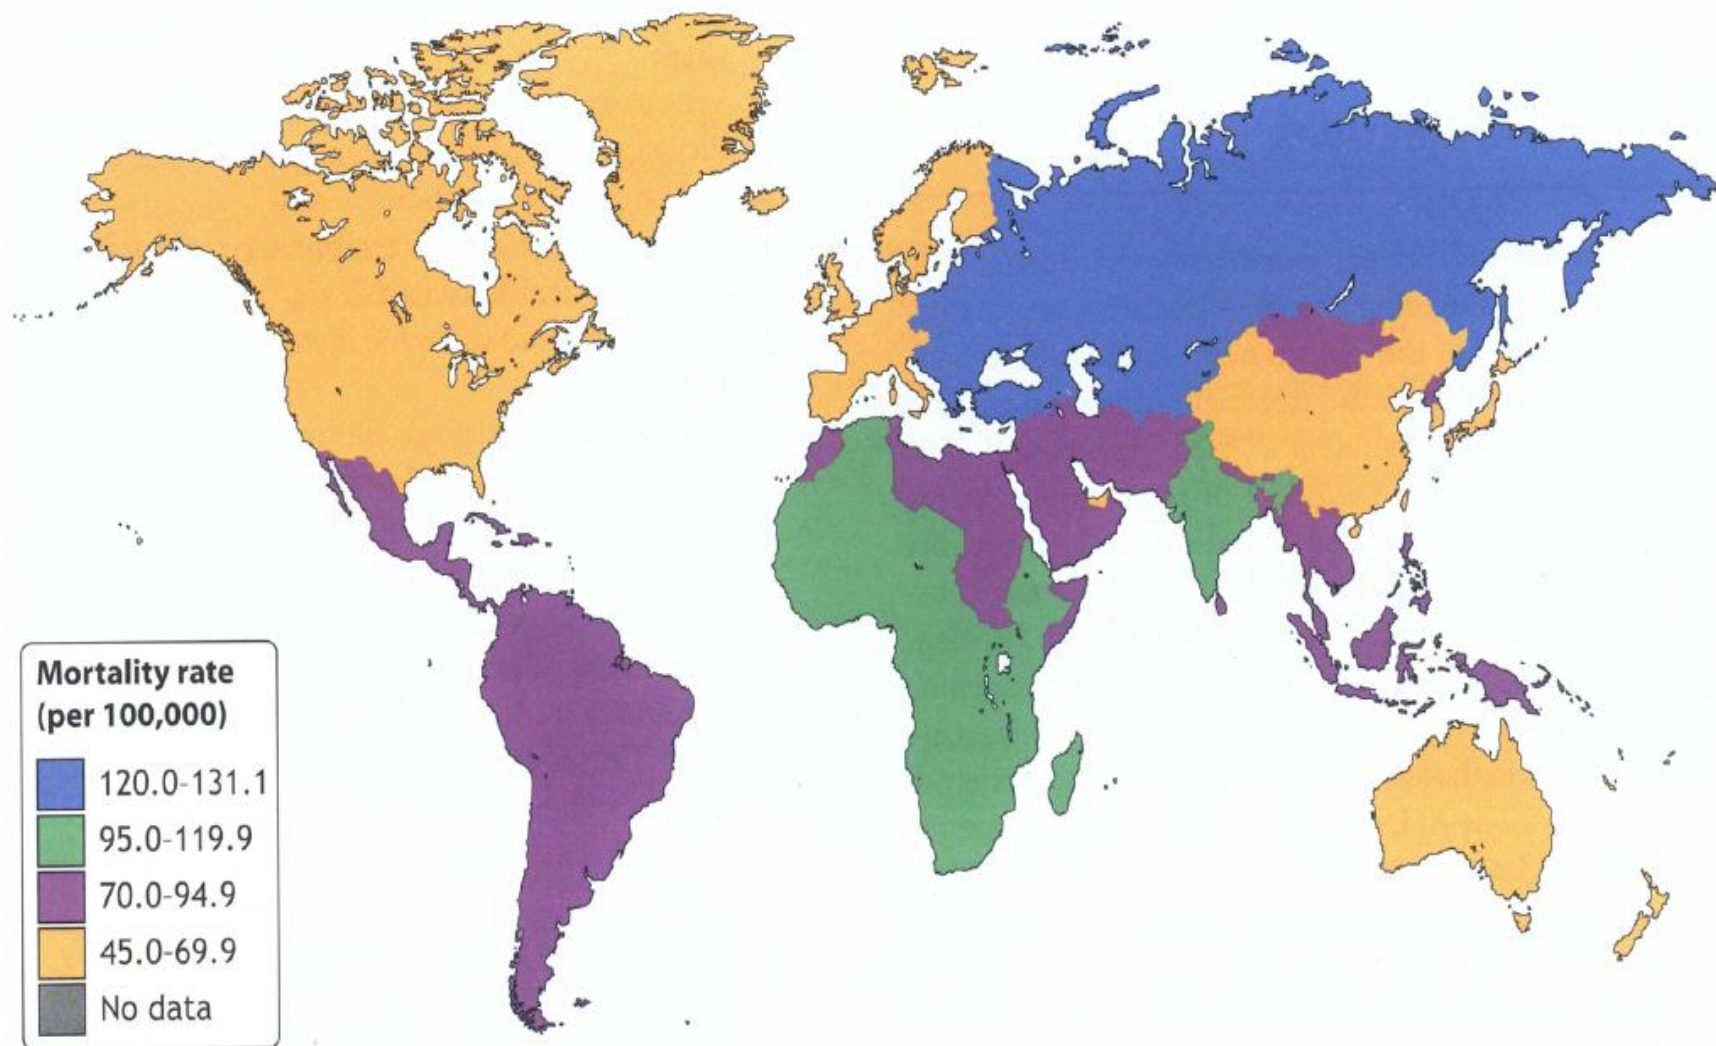 Mortality rate
(per 100,000)
120.0-131.1
95.0-119.9
70.0-94.9
45.0-69.9
No data